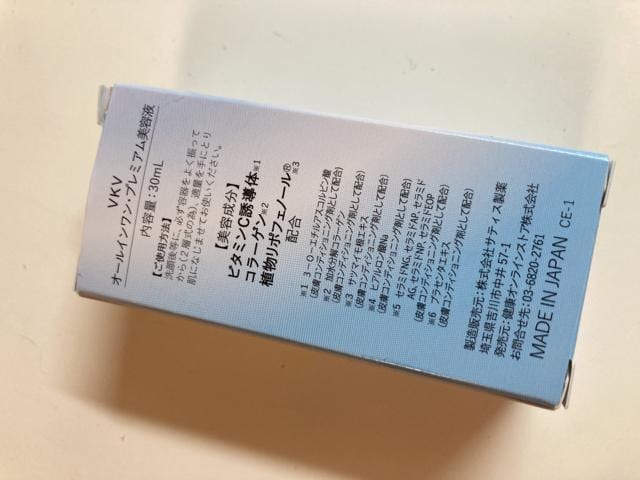 VKV
オールインワン・プレミアム美容液
内容量：30mL
【ご使用方法】
洗顔後等に、必ず容器をよく振って
から（2層式の為）、適量を手にとり
肌になじませてお使いください。
【美容成分】
ビタミンC誘導体※1
コラーゲン※2
植物リポフェノール®※3
配合
※1 3-O-エチルアスコルビン酸
（皮膚コンディショニング剤として配合）
※2 加水分解コラーゲン
（皮膚コンディショニング剤として配合）
※3 サツマイモ根エキス
（皮膚コンディショニング剤として配合）
※4 ヒアルロン酸Na
（皮膚コンディショニング剤として配合）
※5 セラミドNG、セラミドAP、セラミド
AG、セラミドNP、セラミドEOP
（皮膚コンディショニング剤として配合）
※6 プラセンタエキス
（皮膚コンディショニング剤として配合）
製造販売元：株式会社サティス製薬
埼玉県吉川市中井 57-1
発売元：健康オンラインストア株式会社
お問合せ先：03-6820-2761
MADE IN JAPAN CE-1